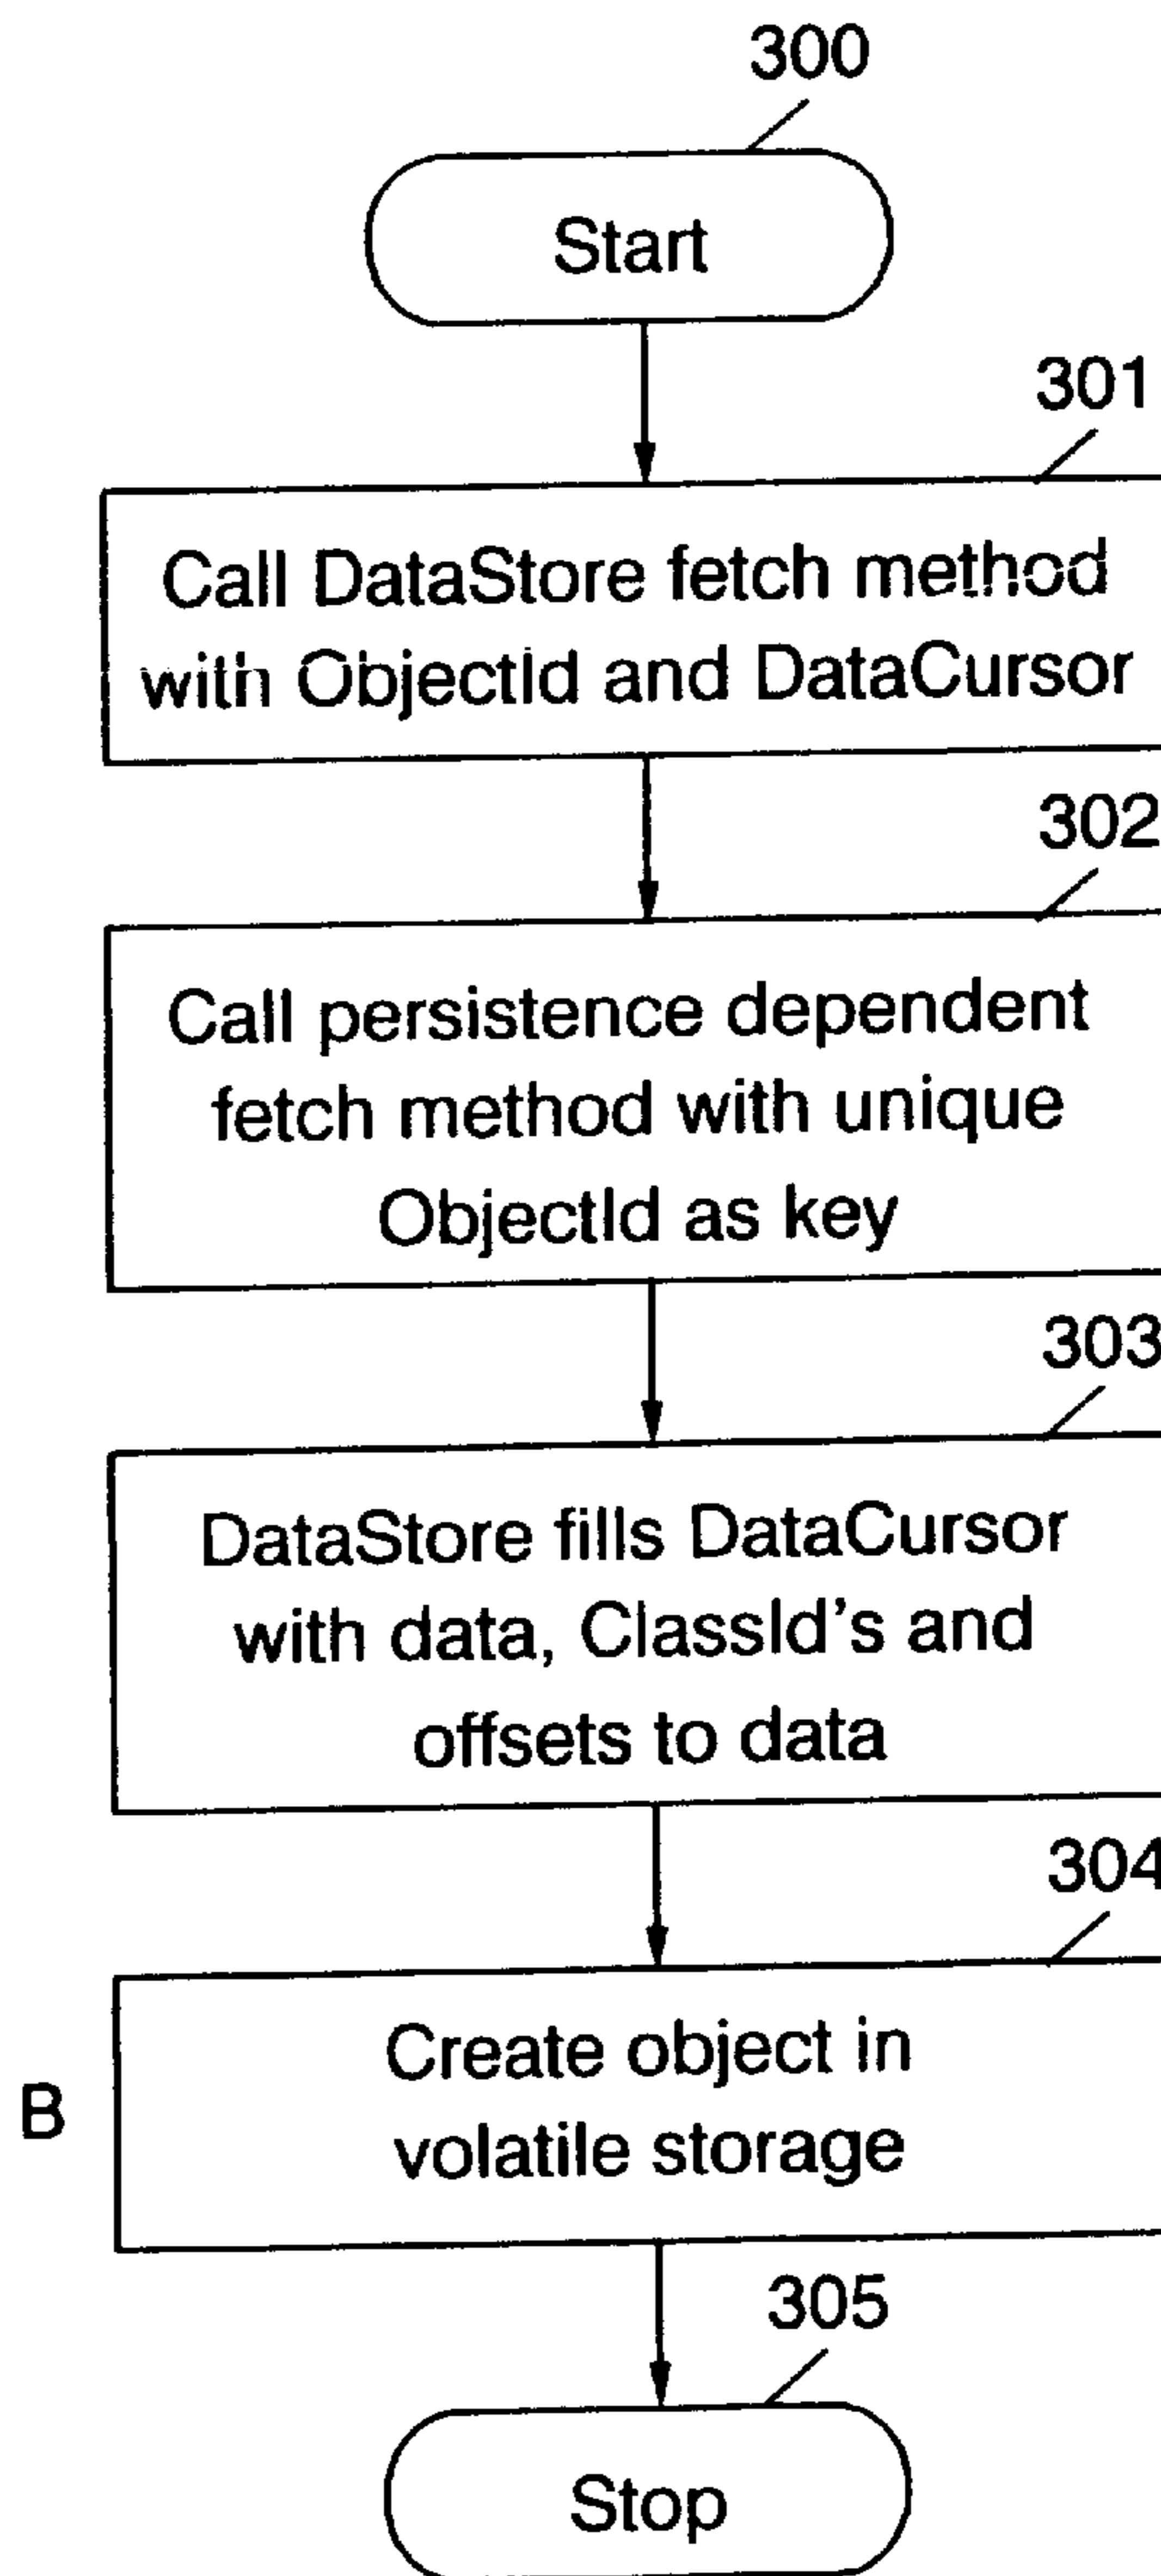 300
Start
301
Call DataStore fetch method
with ObjectId and DataCursor
302
Call persistence dependent
fetch method with unique
ObjectId as key
303
DataStore fills DataCursor
with data, ClassId's and
offsets to data
304
Create object in
volatile storage
B
305
Stop